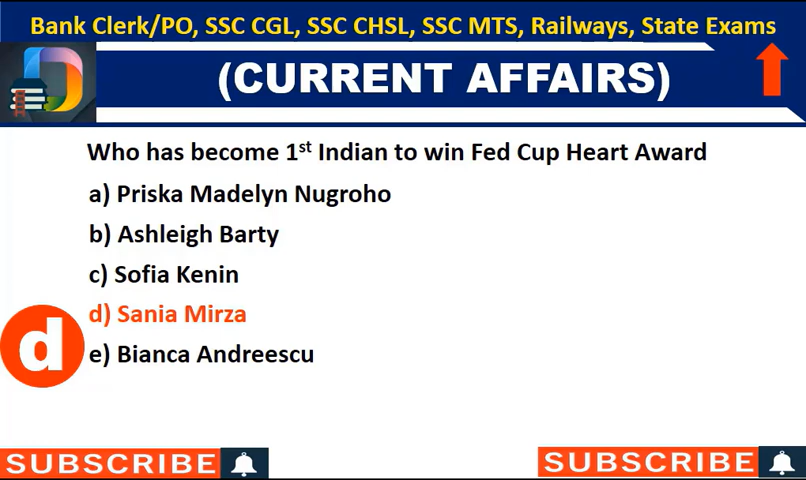 Bank Clerk/PO, SSC CGL, SSC CHSL, SSC MTS, Railways, State Exams
(CURRENT AFFAIRS)
Who has become 1st Indian to win Fed Cup Heart Award
a) Priska Madelyn Nugroho
b) Ashleigh Barty
c) Sofia Kenin
d) Sania Mirza
d
e) Bianca Andreescu
SUBSCRIBE
SUBSCRIBE